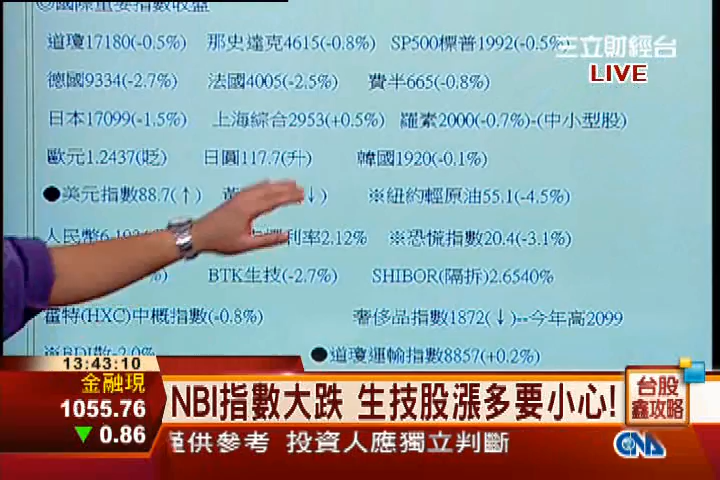 ◎國際重要指數收盤
道瓊17180(-0.5%) 那史達克4615(-0.8%) SP500標普1992(-0.5%)
三立財經台
LIVE
德國9334(-2.7%) 法國4005(-2.5%) 費半665(-0.8%)
日本17099(-1.5%) 上海綜合2953(+0.5%) 羅素2000(-0.7%)-(中小型股)
歐元1.2437(貶) 日圓117.7(升) 韓國1920(-0.1%)
●美元指數88.7(↑) ↓) ※紐約輕原油55.1(-4.5%)
人民幣6.19 利率2.12% ※恐慌指數20.4(-3.1%)
%) BTK生技(-2.7%) SHIBOR(隔拆)2.6540%
(HXC)中概指數(-0.8%) 奢侈品指數1872(↓)--今年高2099
※BDI散-2.0% ●道瓊運輸指數8857(+0.2%)
13:43:10
金融現
1055.76
▼0.86
NBI指數大跌 生技股漲多要小心!
台股
鑫攻略
僅供參考 投資人應獨立判斷
CNA